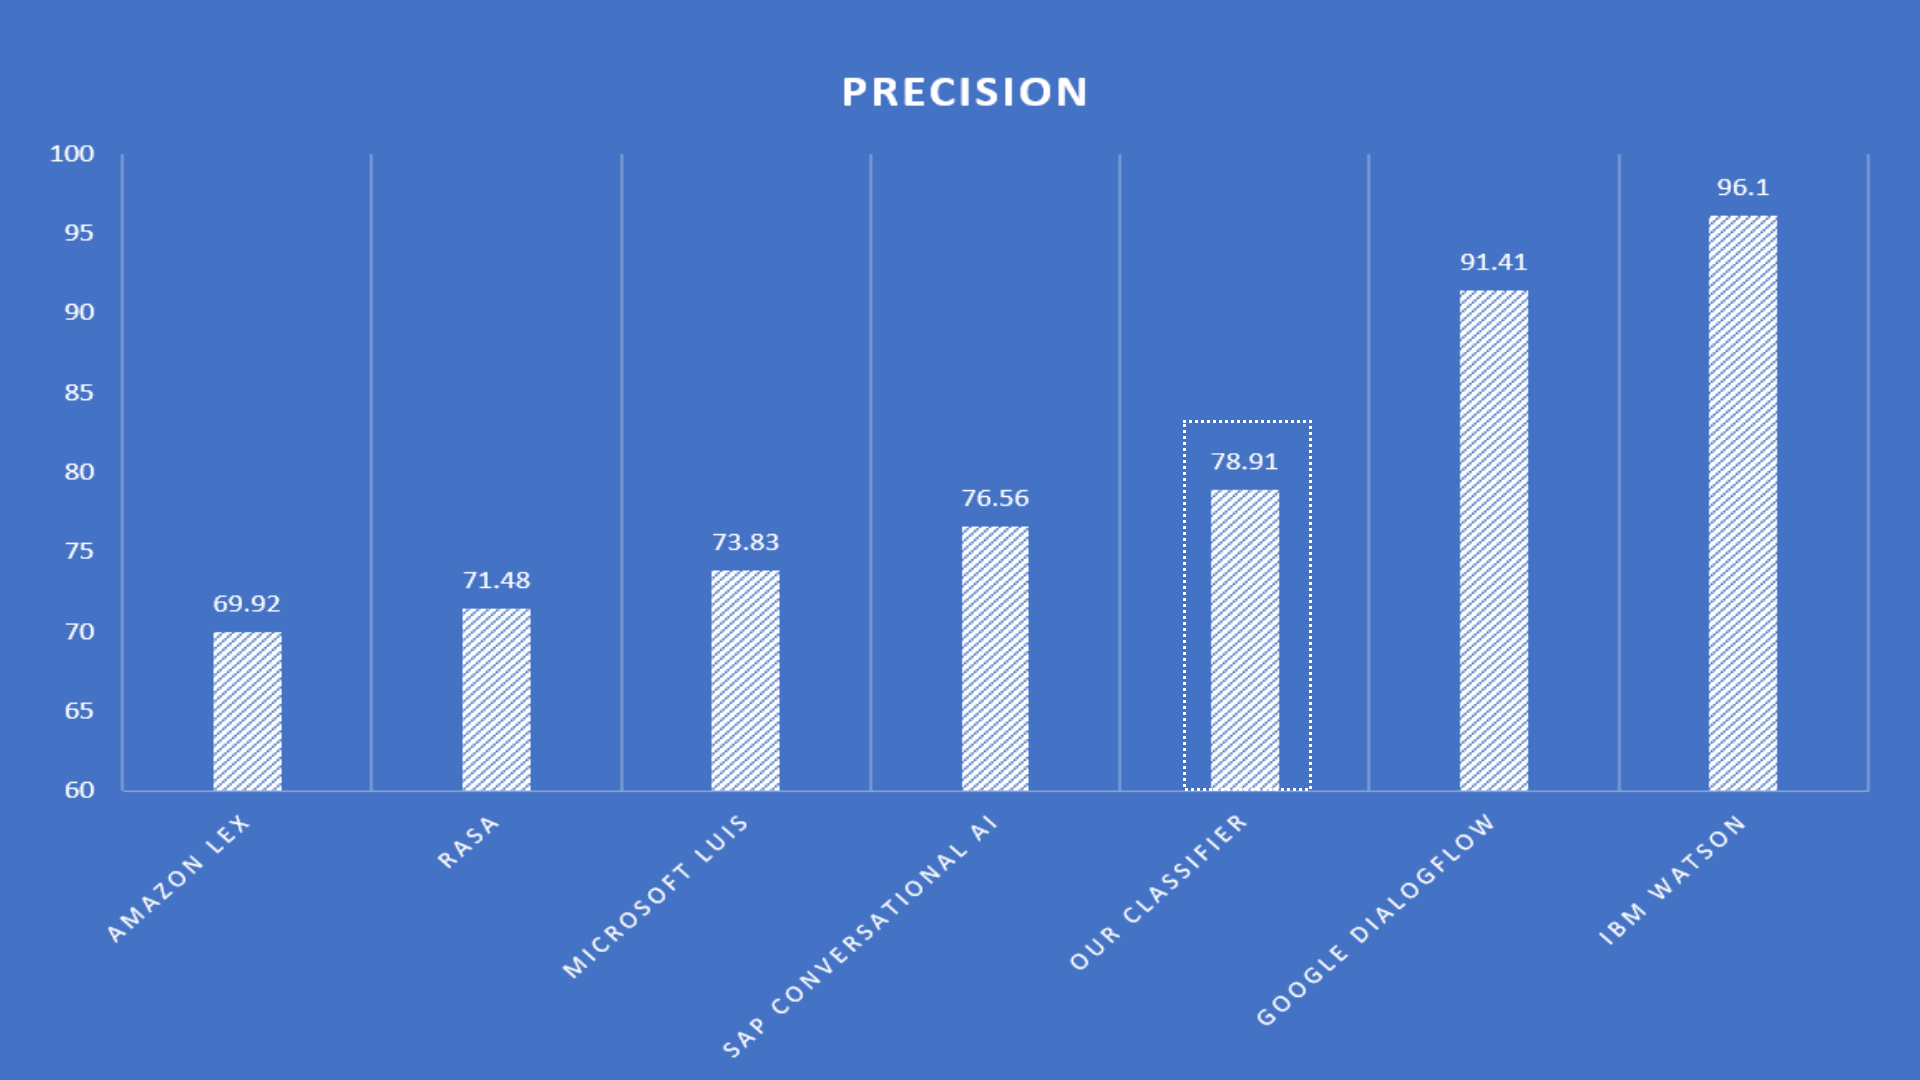 PRECISION
100
95
90
85
80
75
70
65
60
69.92
71.48
73.83
76.56
78.91
91.41
96.1
AMAZON LEX
RASA
MICROSOFT LUIS
SAP CONVERSATIONAL AI
OUR CLASSIFIER
GOOGLE DIALOGFLOW
IBM WATSON